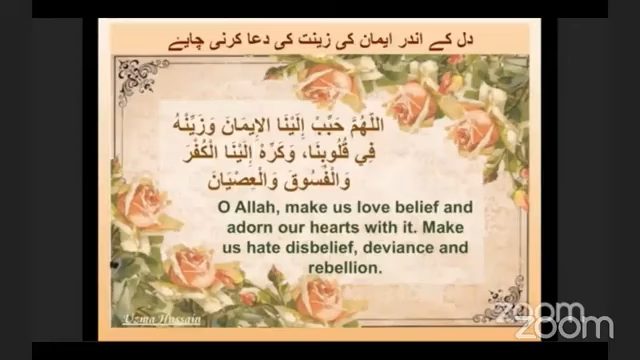 دل کے اندر ایمان کی زینت کی دعا کرنی چاہیے
اللَّهُمَّ حَبِّبْ إِلَيْنَا الإِيمَانَ وَزَيِّنْهُ
فِي قُلُوبِنَا، وَكَرِّهْ إِلَيْنَا الْكُفْرَ
وَالْفُسُوقَ وَالْعِصْيَانَ
O Allah, make us love belief and
adorn our hearts with it. Make
us hate disbelief, deviance and
rebellion.
Uzma Hussain
zoom
zoom